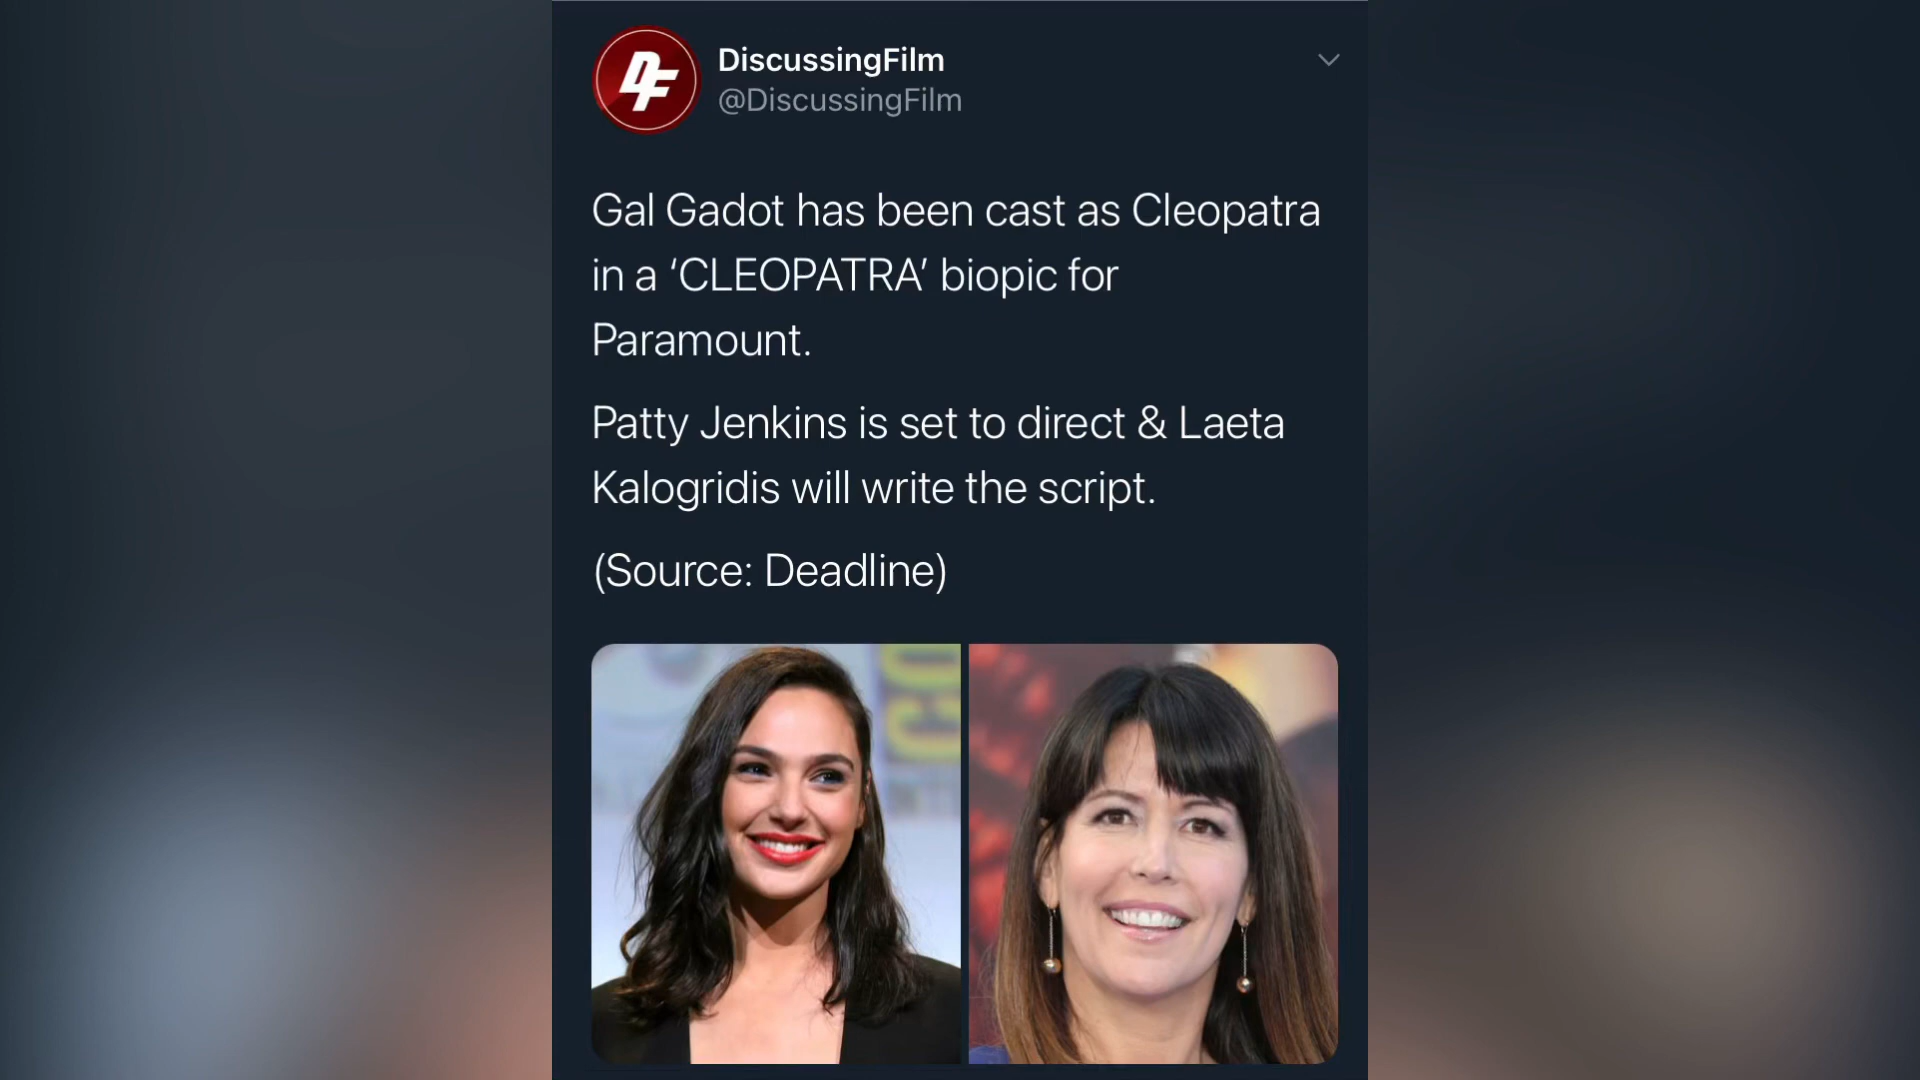 DF
DiscussingFilm
@DiscussingFilm
Gal Gadot has been cast as Cleopatra
in a ‘CLEOPATRA’ biopic for
Paramount.
Patty Jenkins is set to direct & Laeta
Kalogridis will write the script.
(Source: Deadline)